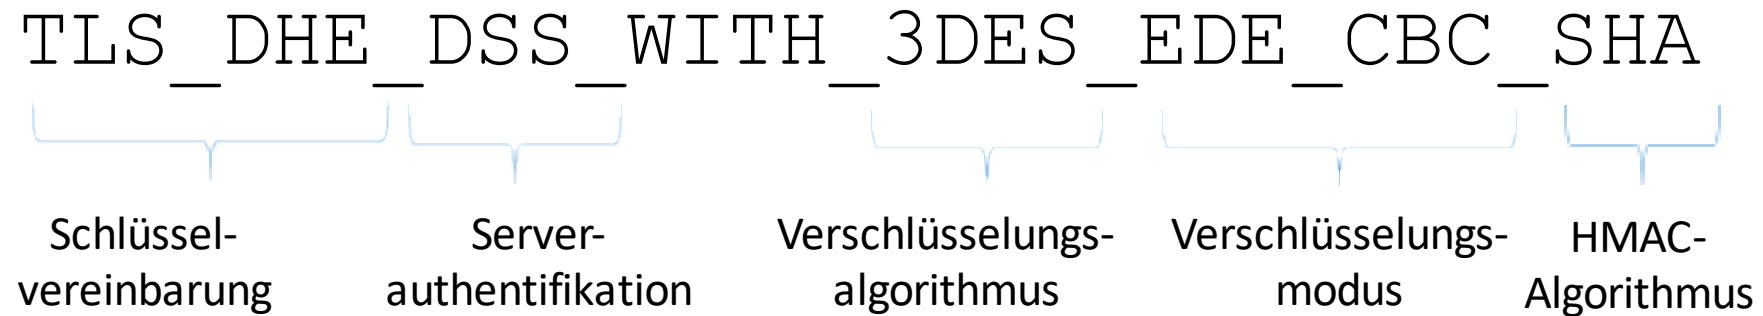 TLS_DHE_DSS_WITH_3DES_EDE_CBC_SHA
Schlüssel-
vereinbarung
Server-
authentifikation
Verschlüsselungs-
algorithmus
Verschlüsselungs-
modus
HMAC-
Algorithmus